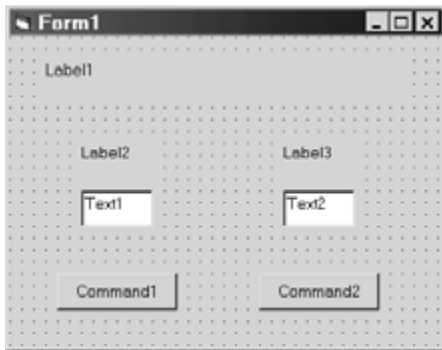 Form1
Label1
Label2 Label3
Text1 Text2
Command1 Command2